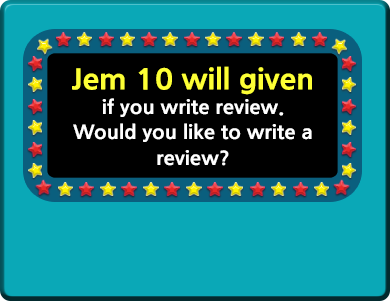 Jem 10 will given
if you write review.
Would you like to write a
review?